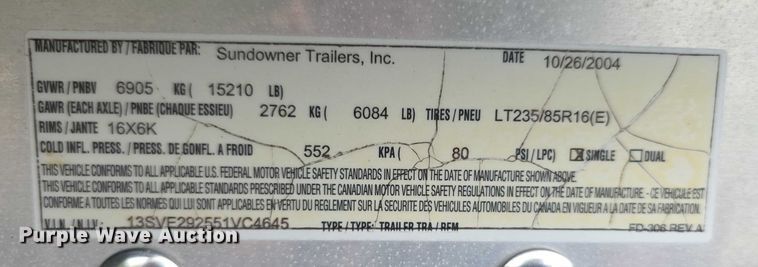 MANUFACTURED BY / FABRIQUE PAR: Sundowner Trailers, Inc. DATE 10/26/2004
GVWR / PNBV 6905 KG ( 15210 LB)
GAWR (EACH AXLE) / PNBE (CHAQUE ESSIEU) 2762 KG ( 6084 LB) TIRES / PNEU LT235/85R16(E)
RIMS / JANTE 16X6K
COLD INFL. PRESS. / PRESS. DE GONFL. A FROID 552 KPA ( 80 PSI / LPC) X SINGLE DUAL
THIS VEHICLE CONFORMS TO ALL APPLICABLE U.S. FEDERAL MOTOR VEHICLE SAFETY STANDARDS IN EFFECT ON THE DATE OF MANUFACTURE SHOWN ABOVE.
THIS VEHICLE CONFORMS TO ALL APPLICABLE STANDARDS PRESCRIBED UNDER THE CANADIAN MOTOR VEHICLE SAFETY REGULATIONS IN EFFECT ON THE DATE OF MANUFACTURE - CE VEHICULE EST
CONFORME A TOUTES LES NORMES QUI LUI SONT APPLICABLES EN VERTU DU REGLEMENT SUR LA SECURITE DES VEHICULES AUTOMOBILES DU CANADA EN VIGUEUR A LA DATE DE SA FABRICATION.
V.I.N. / N.I.V.: 13SVE292551VC4645 TYPE / TYPE: TRAILER TRA / REM FD-306 REV A
Purple Wave Auction